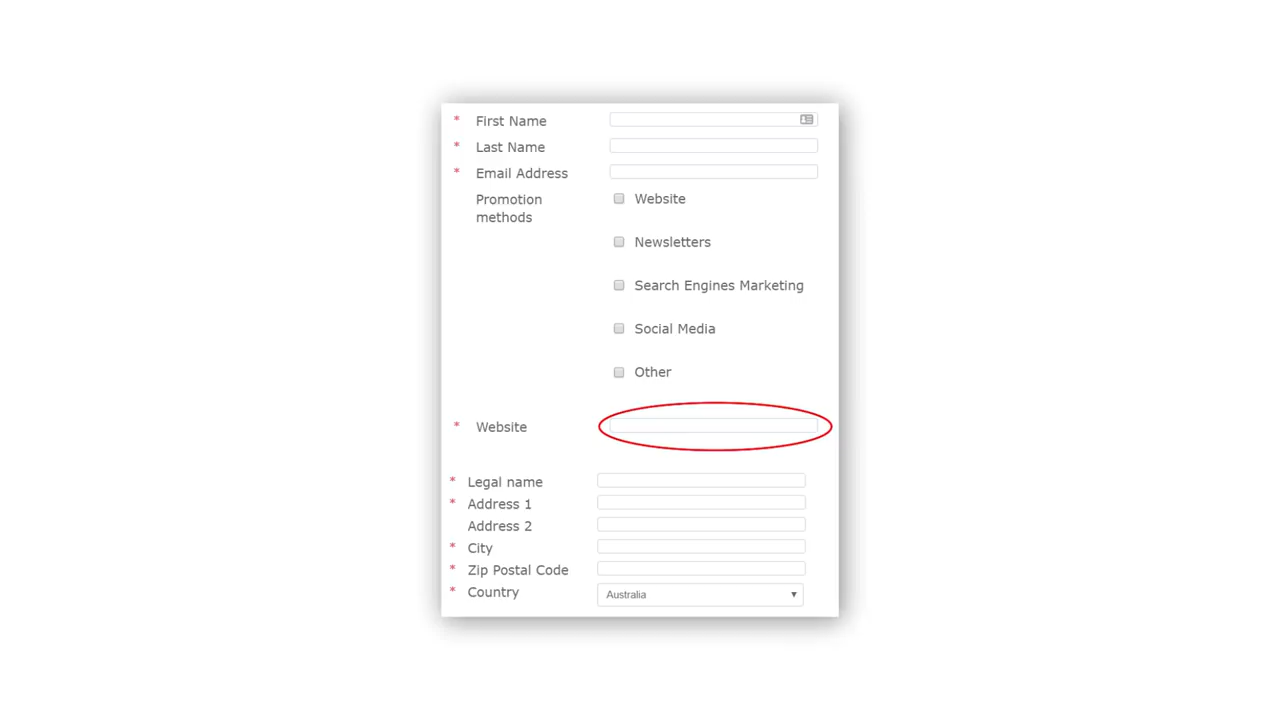 * First Name
* Last Name
* Email Address
Promotion
methods
Website
Newsletters
Search Engines Marketing
Social Media
Other
* Website
* Legal name
* Address 1
Address 2
* City
* Zip Postal Code
* Country
Australia